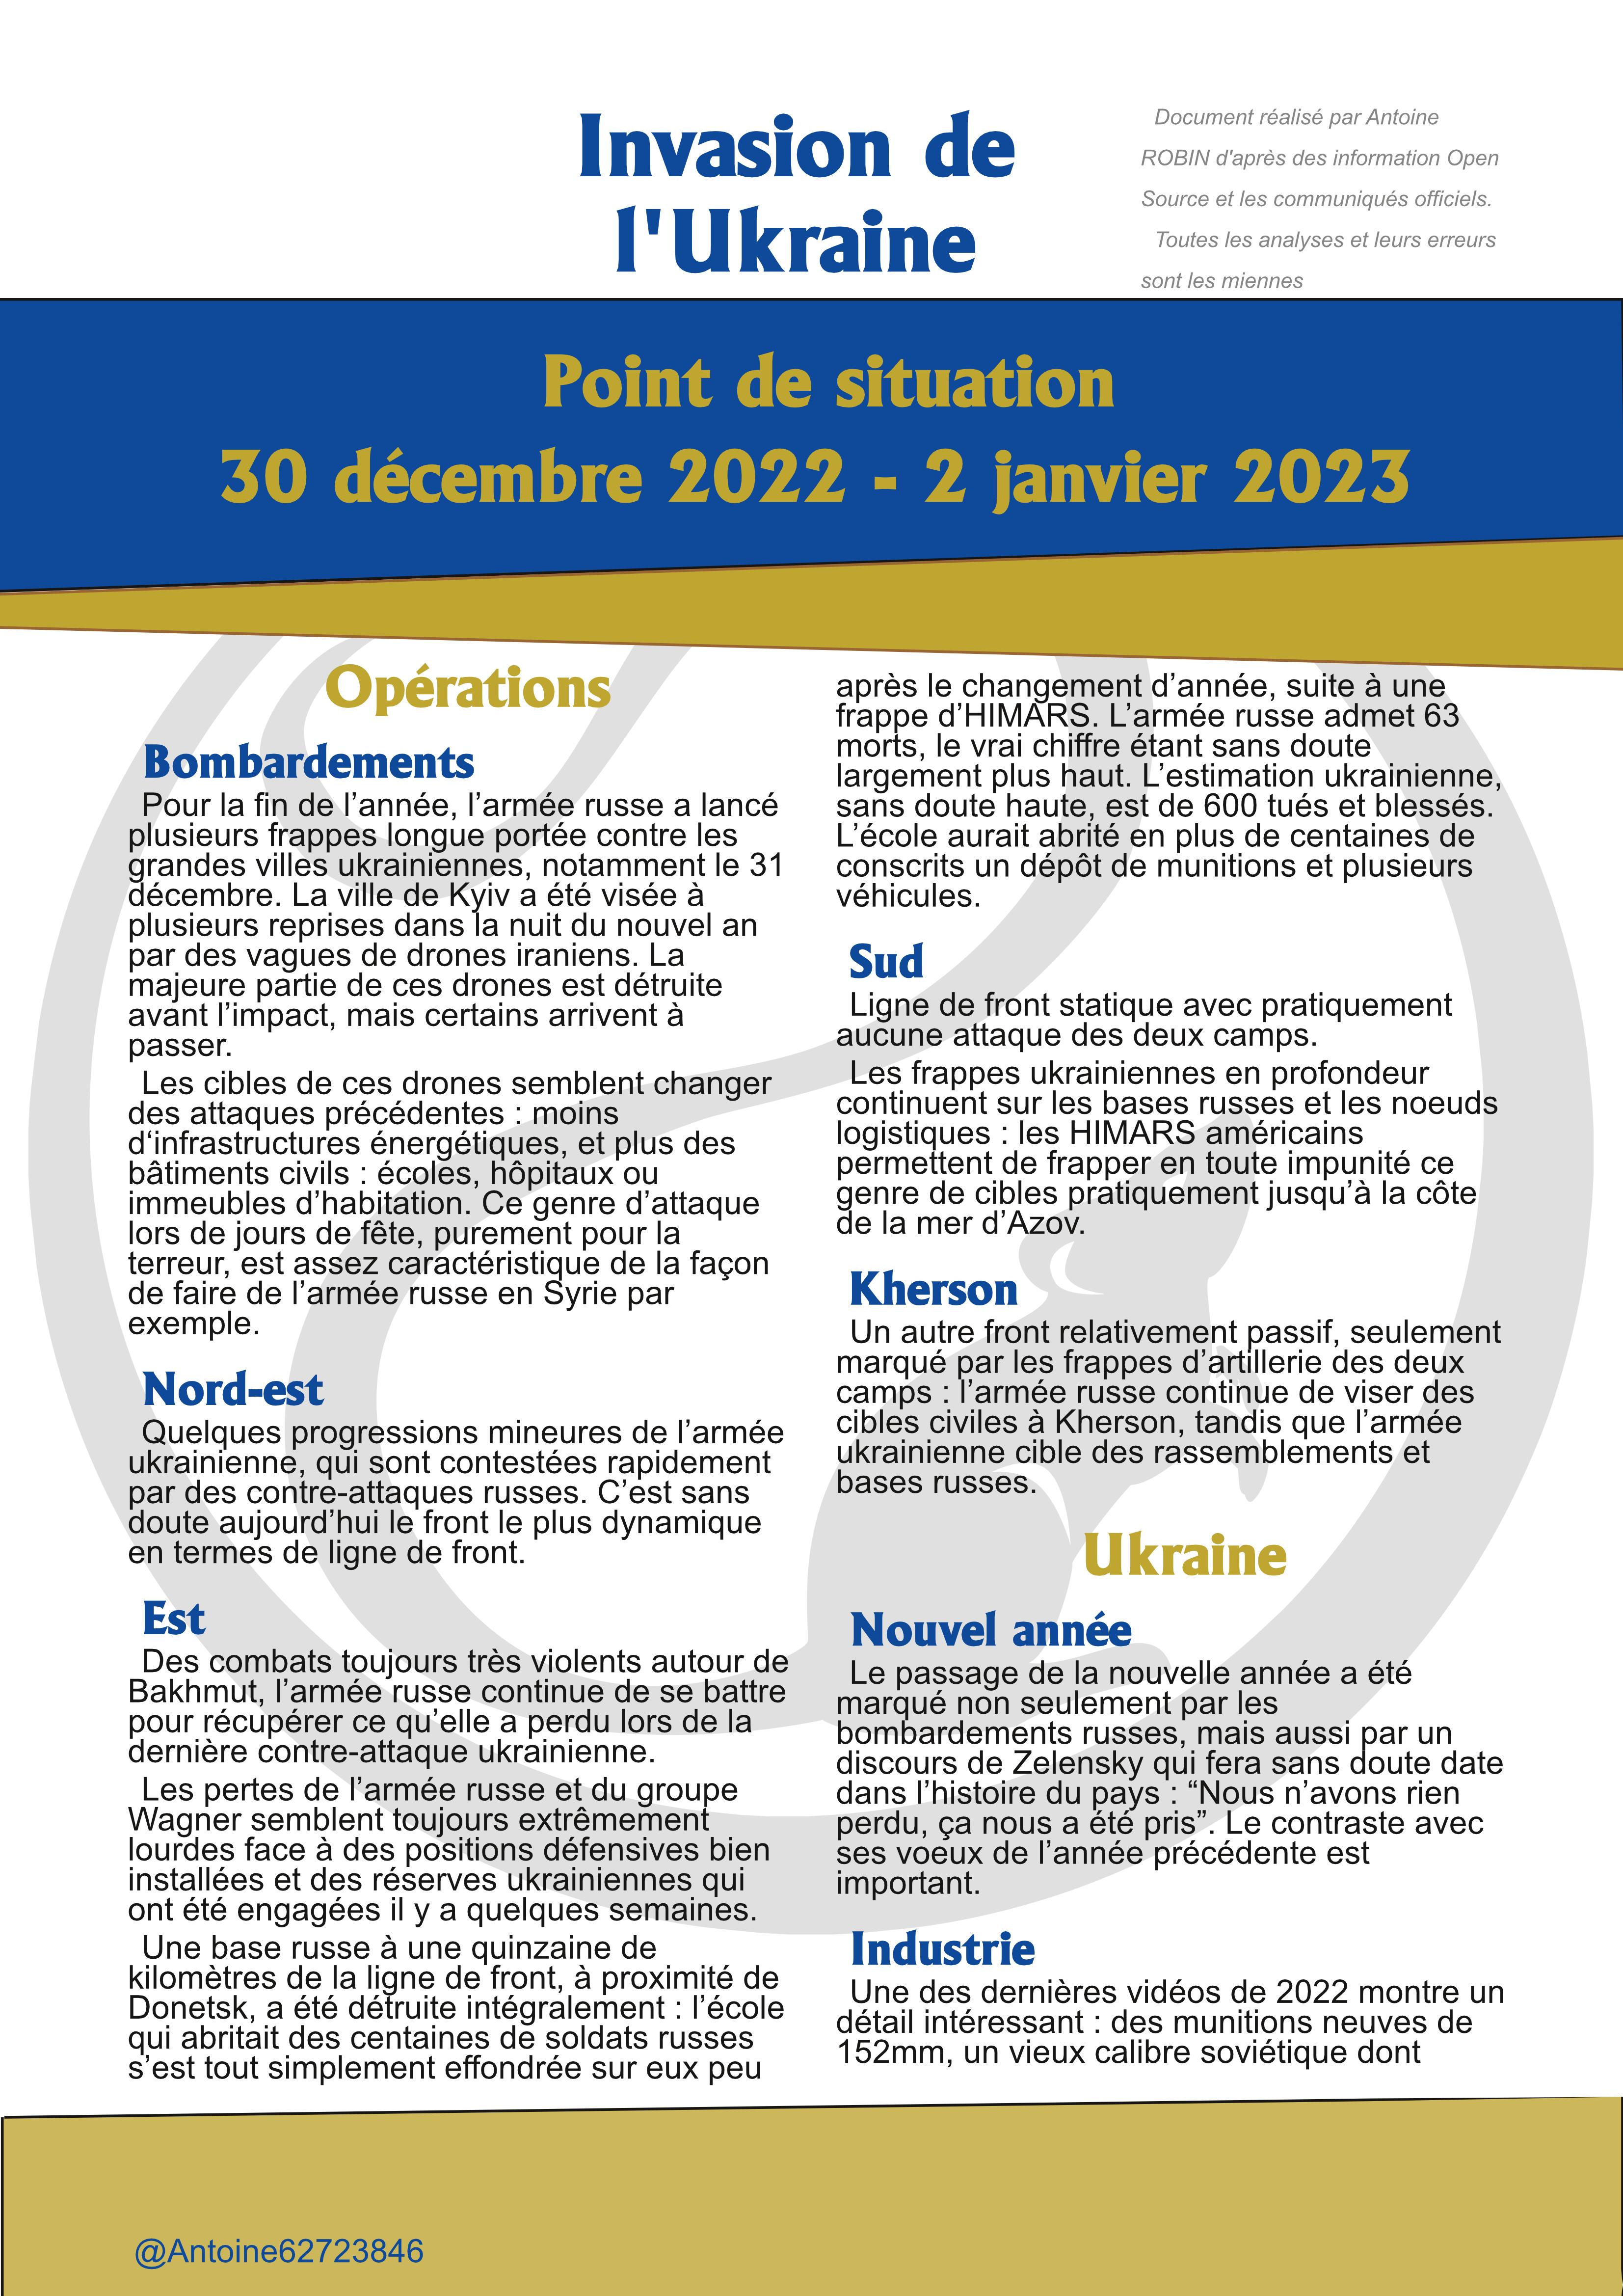 Invasion de
l'Ukraine
Document réalisé par Antoine
ROBIN d'après des information Open
Source et les communiqués officiels.
Toutes les analyses et leurs erreurs
sont les miennes
Point de situation
30 décembre 2022 - 2 janvier 2023
Opérations
Bombardements
Pour la fin de l’année, l’armée russe a lancé
plusieurs frappes longue portée contre les
grandes villes ukrainiennes, notamment le 31
décembre. La ville de Kyiv a été visée à
plusieurs reprises dans la nuit du nouvel an
par des vagues de drones iraniens. La
majeure partie de ces drones est détruite
avant l’impact, mais certains arrivent à
passer.
Les cibles de ces drones semblent changer
des attaques précédentes : moins
d‘infrastructures énergétiques, et plus des
bâtiments civils : écoles, hôpitaux ou
immeubles d’habitation. Ce genre d’attaque
lors de jours de fête, purement pour la
terreur, est assez caractéristique de la façon
de faire de l’armée russe en Syrie par
exemple.
Nord-est
Quelques progressions mineures de l’armée
ukrainienne, qui sont contestées rapidement
par des contre-attaques russes. C’est sans
doute aujourd’hui le front le plus dynamique
en termes de ligne de front.
Est
Des combats toujours très violents autour de
Bakhmut, l’armée russe continue de se battre
pour récupérer ce qu’elle a perdu lors de la
dernière contre-attaque ukrainienne.
Les pertes de l’armée russe et du groupe
Wagner semblent toujours extrêmement
lourdes face à des positions défensives bien
installées et des réserves ukrainiennes qui
ont été engagées il y a quelques semaines.
Une base russe à une quinzaine de
kilomètres de la ligne de front, à proximité de
Donetsk, a été détruite intégralement : l’école
qui abritait des centaines de soldats russes
s’est tout simplement effondrée sur eux peu
après le changement d’année, suite à une
frappe d’HIMARS. L’armée russe admet 63
morts, le vrai chiffre étant sans doute
largement plus haut. L’estimation ukrainienne,
sans doute haute, est de 600 tués et blessés.
L’école aurait abrité en plus de centaines de
conscrits un dépôt de munitions et plusieurs
véhicules.
Sud
Ligne de front statique avec pratiquement
aucune attaque des deux camps.
Les frappes ukrainiennes en profondeur
continuent sur les bases russes et les noeuds
logistiques : les HIMARS américains
permettent de frapper en toute impunité ce
genre de cibles pratiquement jusqu’à la côte
de la mer d’Azov.
Kherson
Un autre front relativement passif, seulement
marqué par les frappes d’artillerie des deux
camps : l’armée russe continue de viser des
cibles civiles à Kherson, tandis que l’armée
ukrainienne cible des rassemblements et
bases russes.
Ukraine
Nouvel année
Le passage de la nouvelle année a été
marqué non seulement par les
bombardements russes, mais aussi par un
discours de Zelensky qui fera sans doute date
dans l’histoire du pays : “Nous n’avons rien
perdu, ça nous a été pris”. Le contraste avec
ses voeux de l’année précédente est
important.
Industrie
Une des dernières vidéos de 2022 montre un
détail intéressant : des munitions neuves de
152mm, un vieux calibre soviétique dont
@Antoine62723846